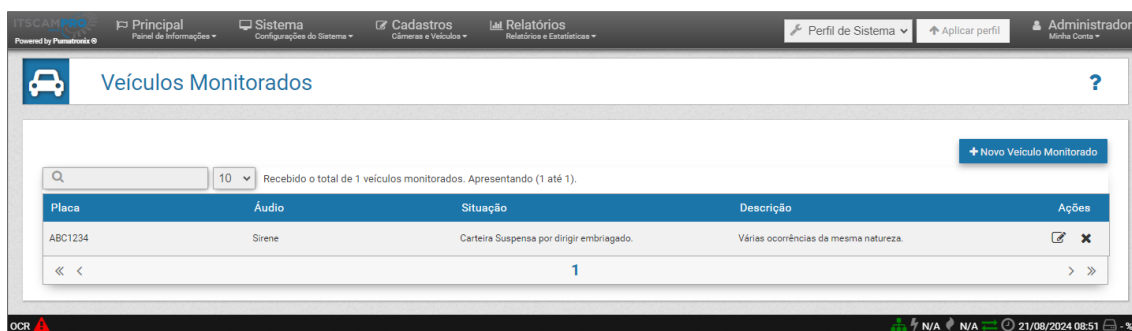 ITSCAMPRO
Powered by Pumatronix ®
Principal
Painel de Informações
Sistema
Configurações do Sistema
Cadastros
Câmeras e Veículos
Relatórios
Relatórios e Estatísticas
Perfil de Sistema
Aplicar perfil
Administrador
Minha Conta
Veículos Monitorados
?
+ Novo Veículo Monitorado
10 Recebido o total de 1 veículos monitorados. Apresentando (1 até 1).
Placa Áudio Situação Descrição Ações
ABC1234 Sirene Carteira Suspensa por dirigir embriagado. Várias ocorrências da mesma natureza.
« < 1 > »
OCR N/A N/A 21/08/2024 08:51 - %